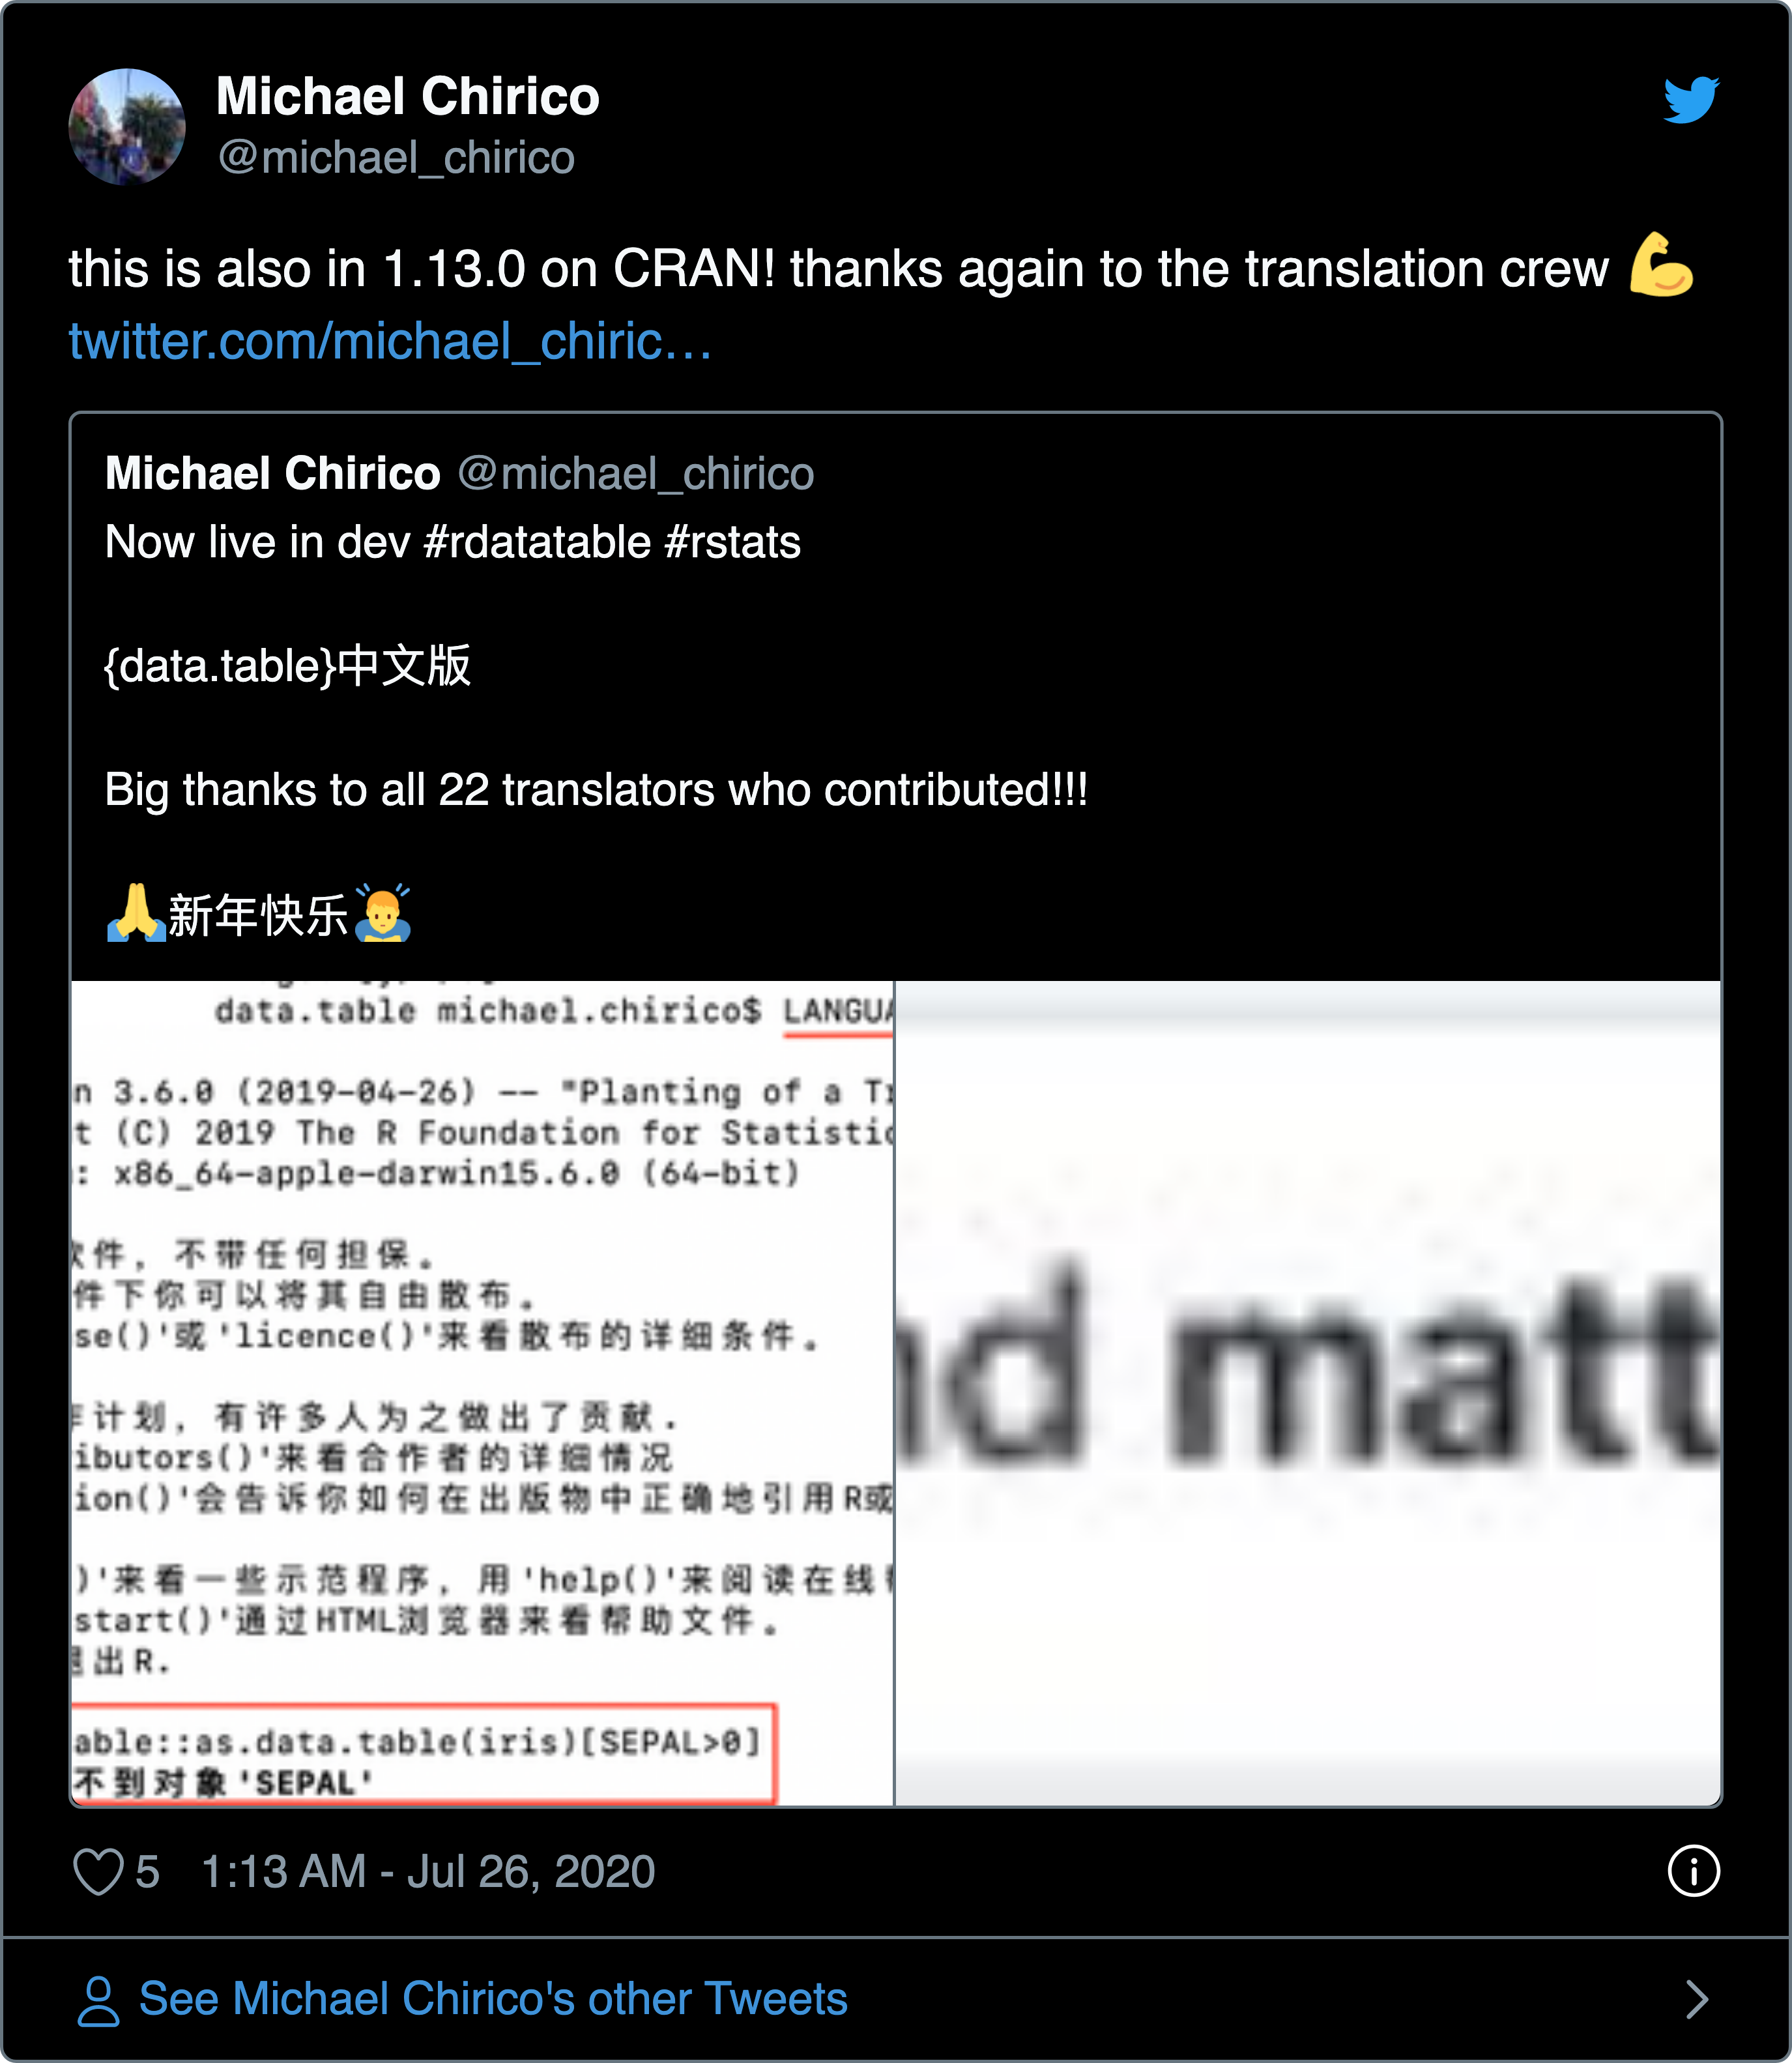 Michael Chirico
@michael_chirico
this is also in 1.13.0 on CRAN! thanks again to the translation crew 💪
twitter.com/michael_chiric…
Michael Chirico @michael_chirico
Now live in dev #rdatatable #rstats
{data.table}中文版
Big thanks to all 22 translators who contributed!!!
🙏新年快乐🙇‍♂️
data.table michael.chirico$ LANGUA
n 3.6.0 (2019-04-26) -- "Planting of a Tr
t (C) 2019 The R Foundation for Statistic
: x86_64-apple-darwin15.6.0 (64-bit)
件，不带任何担保。
件下你可以将其自由散布。
se()'或'licence()'来看散布的详细条件。
计划，有许多人为之做出了贡献.
ibutors()'来看合作者的详细情况
ion()'会告诉你如何在出版物中正确地引用R或
)'来看一些示范程序，用'help()'来阅读在线
start()'通过HTML浏览器来看帮助文件。
出R.
able::as.data.table(iris)[SEPAL>0]
不到对象'SEPAL'
d matt
5 1:13 AM - Jul 26, 2020
See Michael Chirico's other Tweets